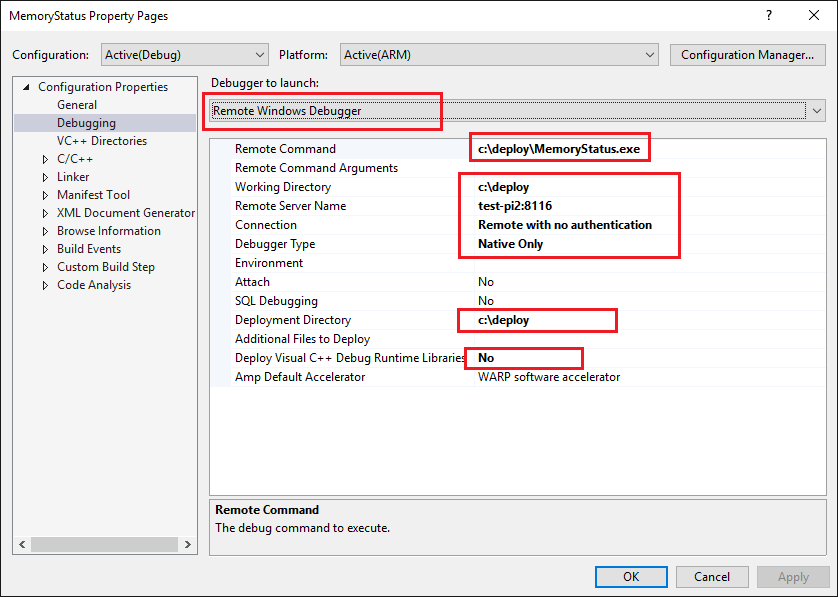 MemoryStatus Property Pages
?
Configuration: Active(Debug) Platform: Active(ARM) Configuration Manager...
Configuration Properties
General
Debugging
VC++ Directories
C/C++
Linker
Manifest Tool
XML Document Generator
Browse Information
Build Events
Custom Build Step
Code Analysis
Debugger to launch:
Remote Windows Debugger
Remote Command c:\deploy\MemoryStatus.exe
Remote Command Arguments
Working Directory c:\deploy
Remote Server Name test-pi2:8116
Connection Remote with no authentication
Debugger Type Native Only
Environment
Attach No
SQL Debugging No
Deployment Directory c:\deploy
Additional Files to Deploy
Deploy Visual C++ Debug Runtime Libraries No
Amp Default Accelerator WARP software accelerator
Remote Command
The debug command to execute.
OK Cancel Apply